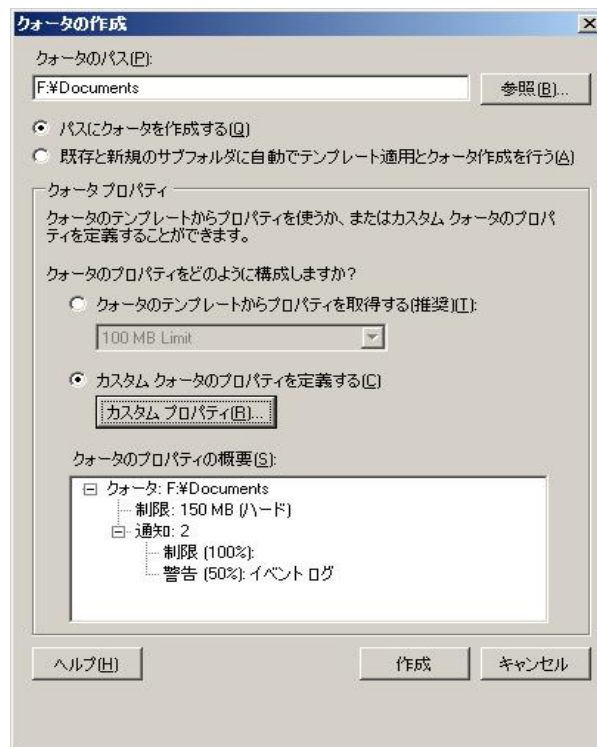 クォータの作成
クォータのパス(P):
F:¥Documents
参照(B)...
パスにクォータを作成する(Q)
既存と新規のサブフォルダに自動でテンプレート適用とクォータ作成を行う(A)
クォータ プロパティ
クォータのテンプレートからプロパティを使うか、またはカスタム クォータのプロパ
ティを定義することができます。
クォータのプロパティをどのように構成しますか?
クォータのテンプレートからプロパティを取得する(推奨)(T):
100 MB Limit
カスタム クォータのプロパティを定義する(C)
カスタム プロパティ(R)...
クォータのプロパティの概要(S):
クォータ: F:¥Documents
制限: 150 MB (ハード)
通知: 2
制限 (100%):
警告 (50%): イベント ログ
ヘルプ(H)
作成
キャンセル